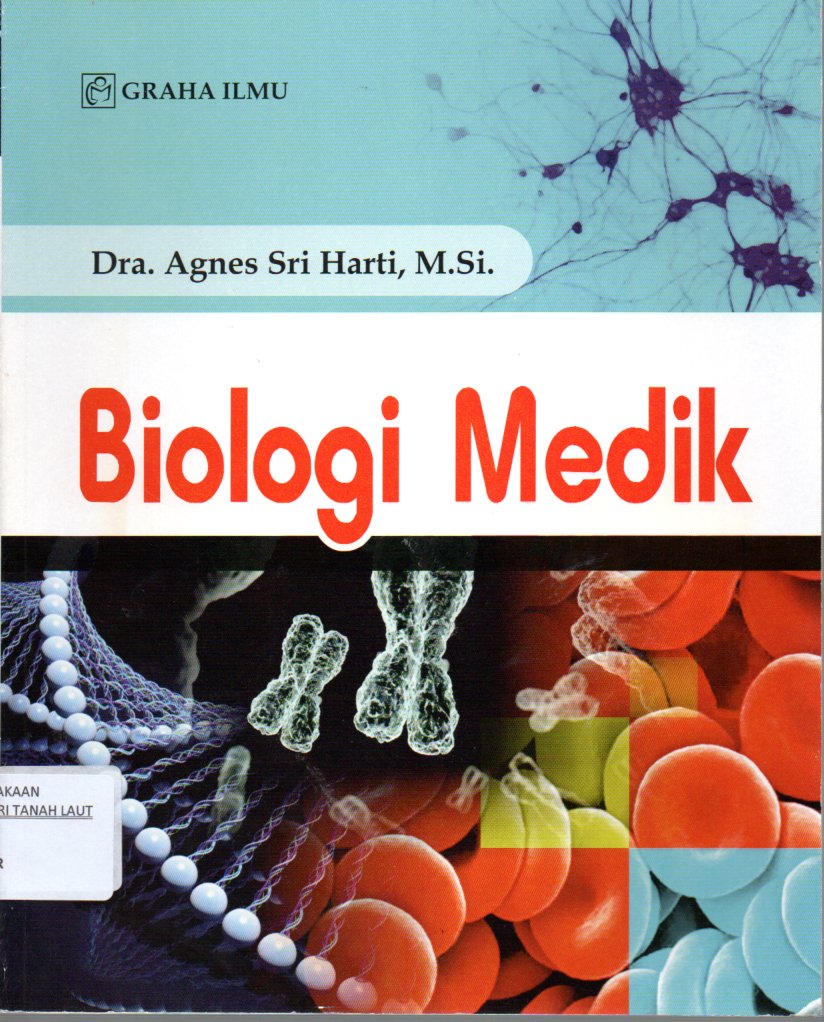 GRAHA ILMU
Dra. Agnes Sri Harti, M.Si.
Biologi Medik
AKAAN
RI TANAH LAUT
R